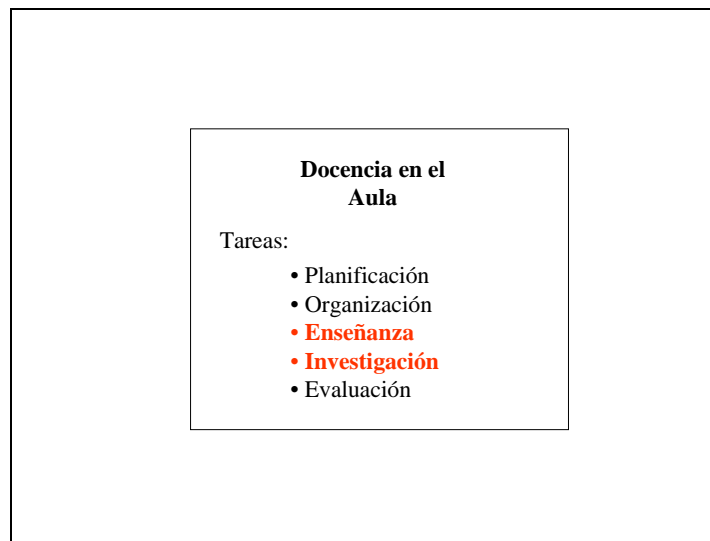 Docencia en el
Aula
Tareas:
• Planificación
• Organización
• Enseñanza
• Investigación
• Evaluación